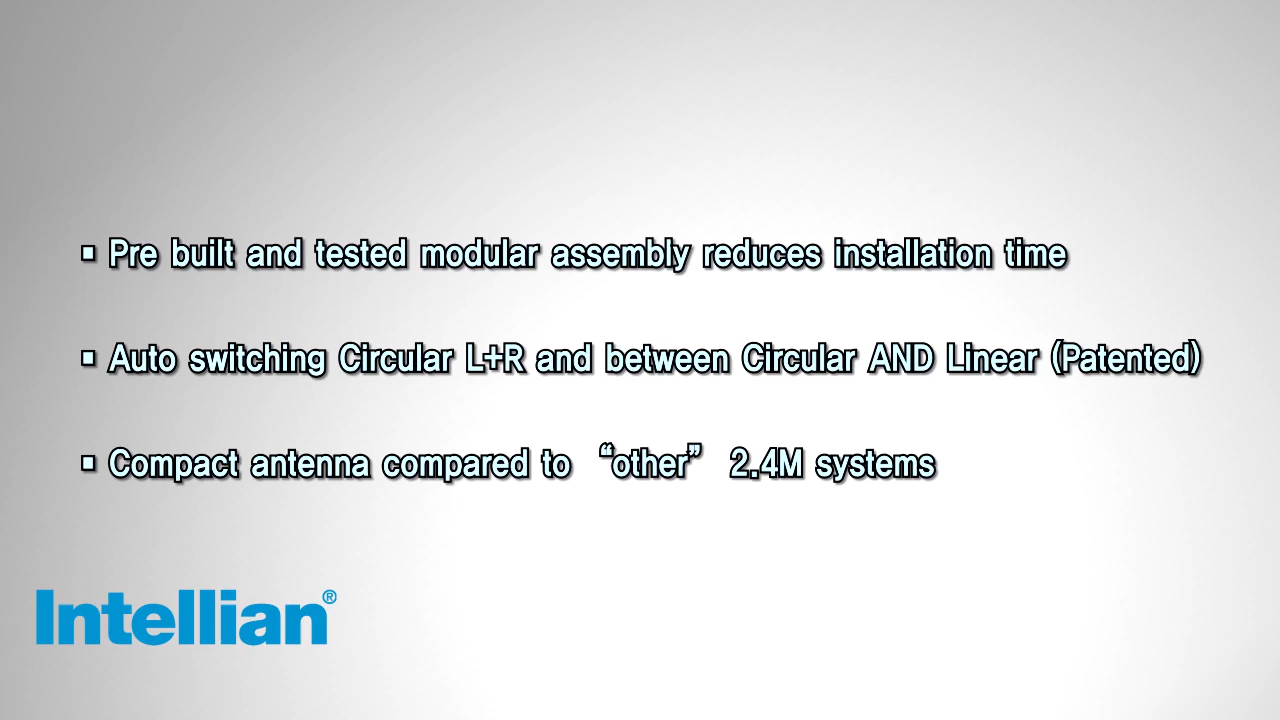 ▪ Pre built and tested modular assembly reduces installation time
▪ Auto switching Circular L+R and between Circular AND Linear (Patented)
▪ Compact antenna compared to “other” 2.4M systems
Intellian®